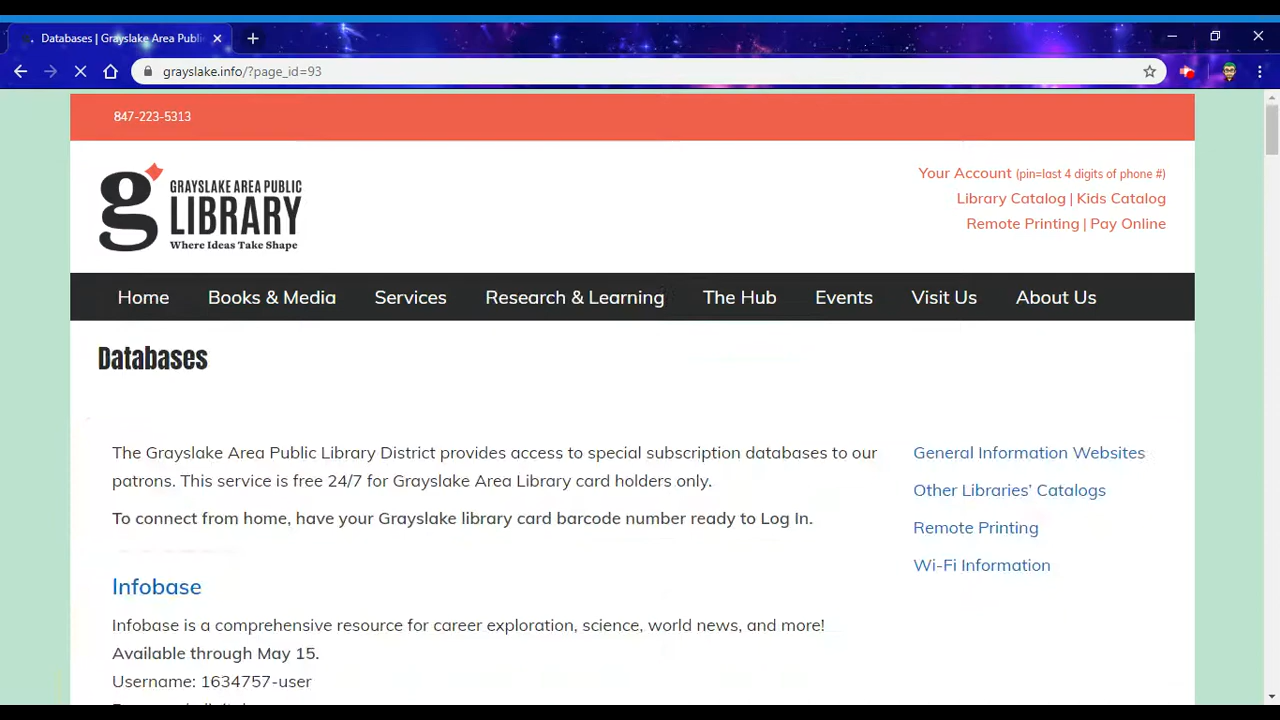 Databases | Grayslake Area Publi
grayslake.info/?page_id=93
847-223-5313
g GRAYSLAKE AREA PUBLIC
LIBRARY
Where Ideas Take Shape
Your Account (pin=last 4 digits of phone #)
Library Catalog | Kids Catalog
Remote Printing | Pay Online
Home Books & Media Services Research & Learning The Hub Events Visit Us About Us
Databases
The Grayslake Area Public Library District provides access to special subscription databases to our
patrons. This service is free 24/7 for Grayslake Area Library card holders only.
To connect from home, have your Grayslake library card barcode number ready to Log In.
Infobase
Infobase is a comprehensive resource for career exploration, science, world news, and more!
Available through May 15.
Username: 1634757-user
General Information Websites
Other Libraries’ Catalogs
Remote Printing
Wi-Fi Information